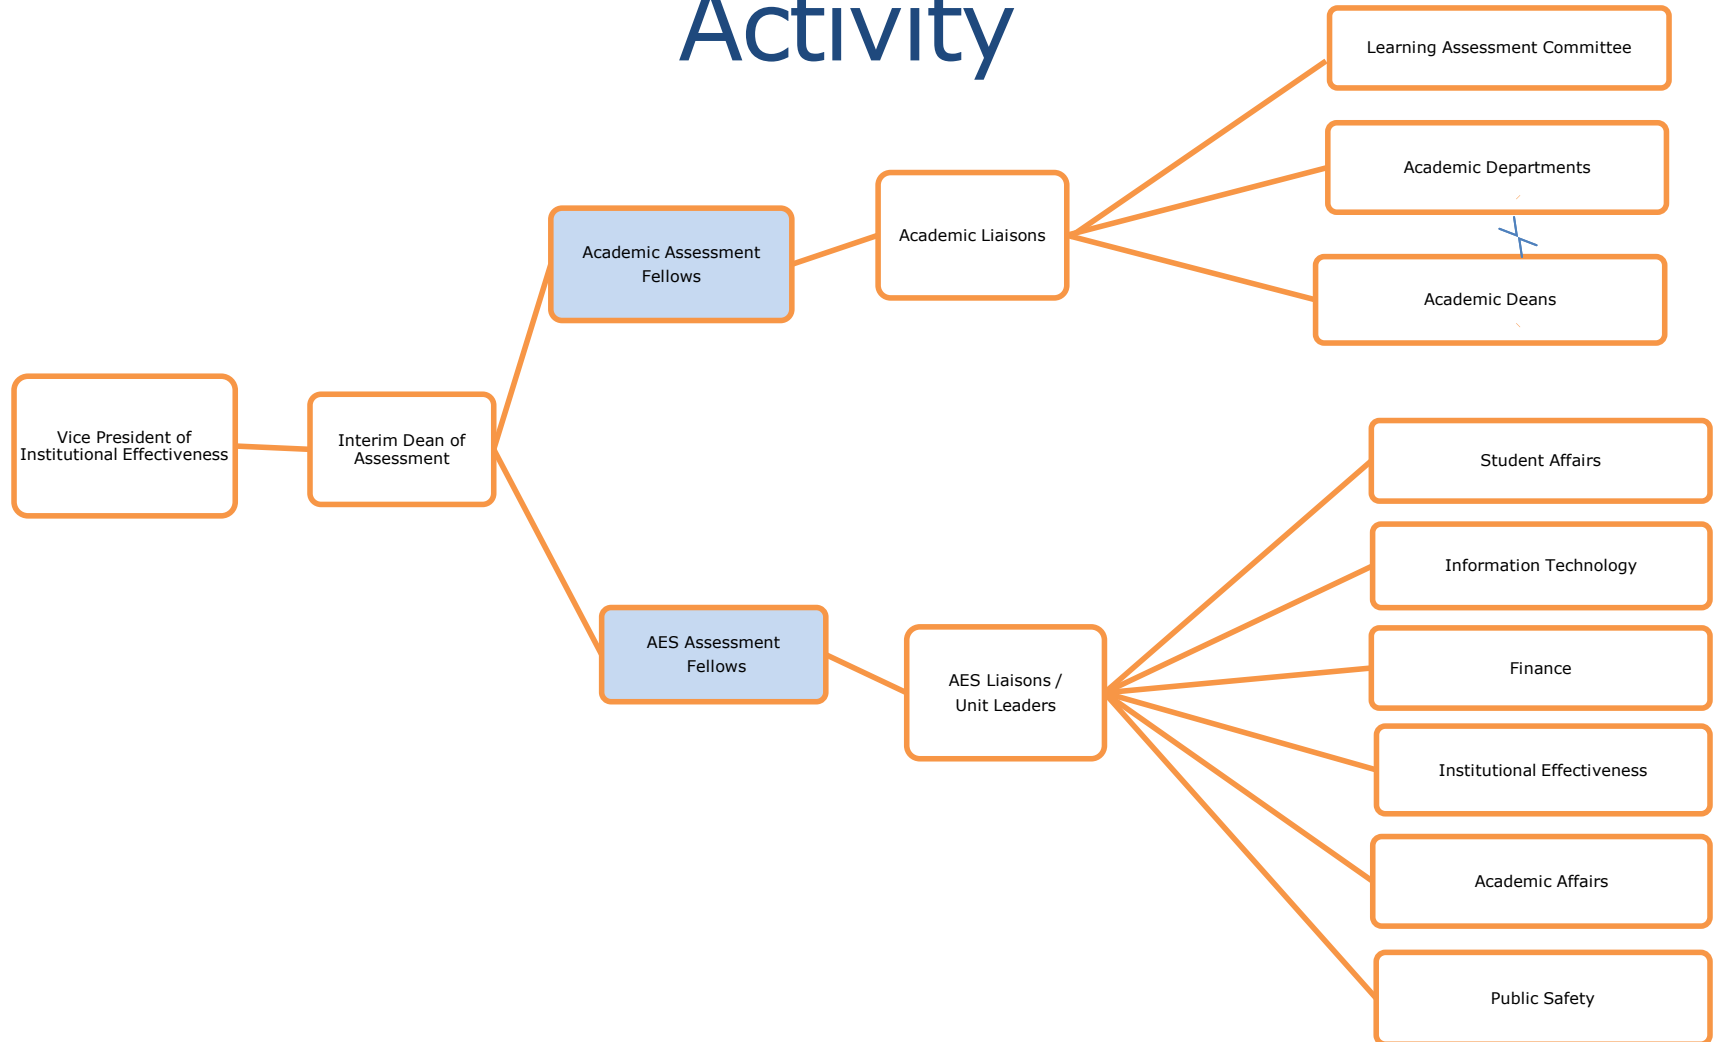 Activity
Learning Assessment Committee
Academic Departments
Academic Liaisons
Academic Assessment
Fellows
Academic Deans
Vice President of
Institutional Effectiveness
Interim Dean of
Assessment
Student Affairs
Information Technology
AES Assessment
Fellows
Finance
AES Liaisons /
Unit Leaders
Institutional Effectiveness
Academic Affairs
Public Safety